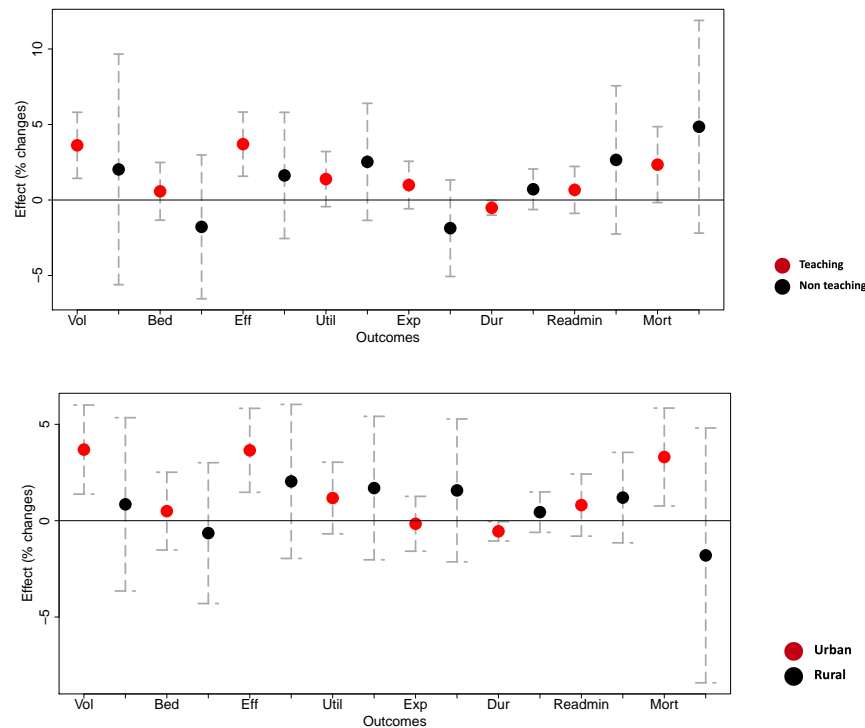 10
5
0
−5
Effect (% changes)
Vol Bed Eff Util Exp Dur Readmin Mort
Outcomes
Teaching
Non teaching
5
0
−5
Effect (% changes)
Vol Bed Eff Util Exp Dur Readmin Mort
Outcomes
Urban
Rural